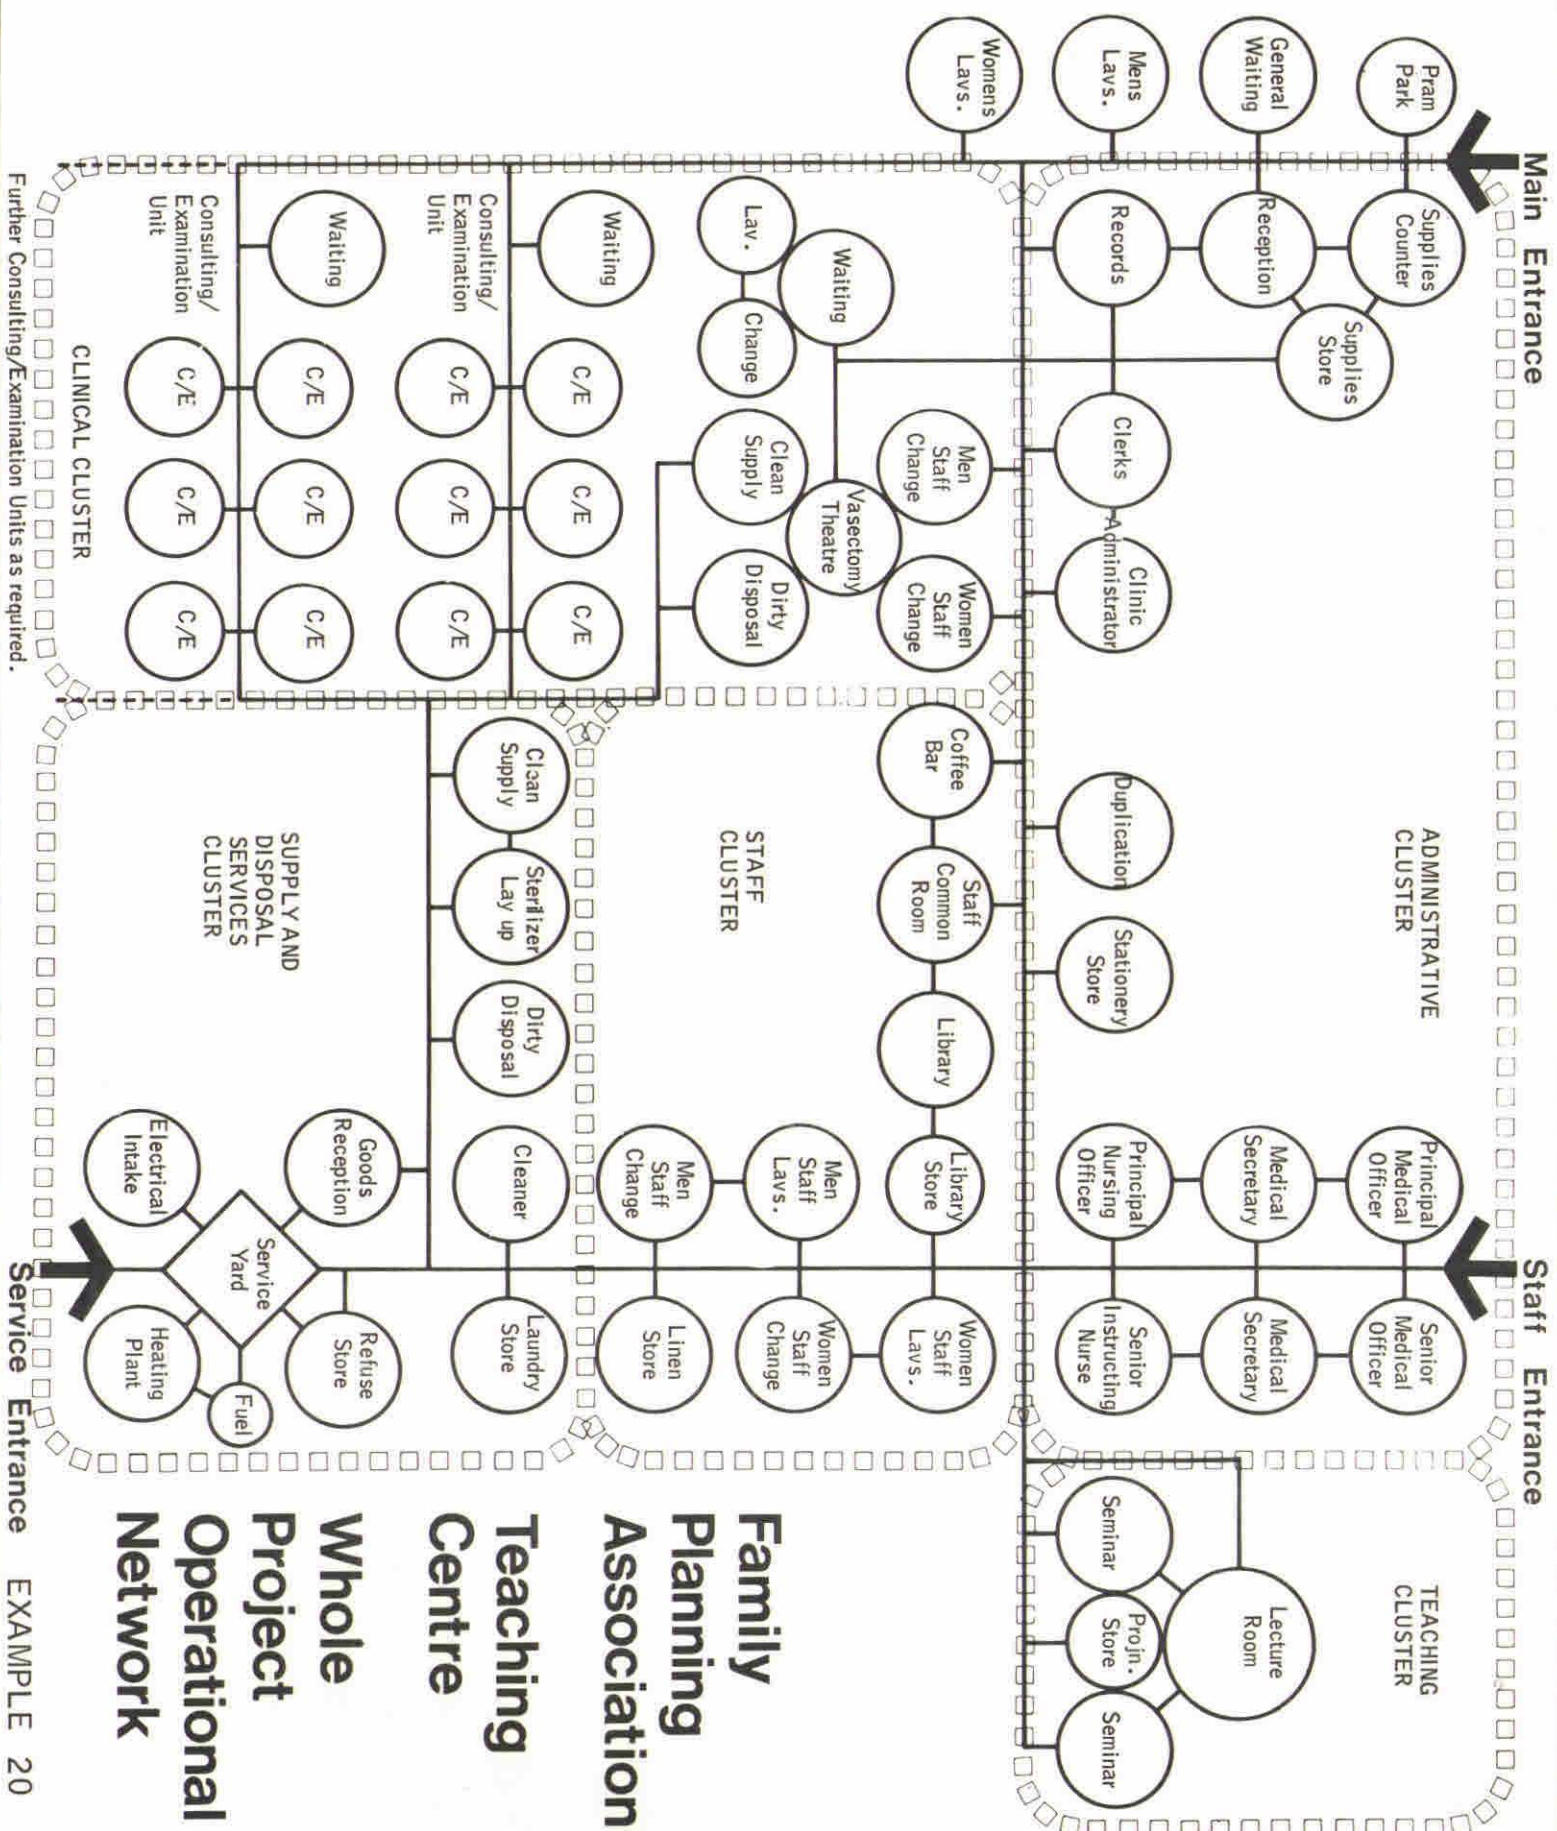 Main Entrance
Staff Entrance
Pram
Park
General
Waiting
Mens
Lavs.
Womens
Lavs.
Supplies
Counter
Reception
Records
Supplies
Store
Clerks
Clinic
Administrator
Duplication
Stationery
Store
ADMINISTRATIVE
CLUSTER
Principal
Medical
Officer
Medical
Secretary
Principal
Nursing
Officer
Senior
Medical
Officer
Medical
Secretary
Senior
Instructing
Nurse
TEACHING
CLUSTER
Lecture
Room
Seminar
Projn.
Store
Seminar
Waiting
Lav.
Change
Men
Staff
Change
Vasectomy
Theatre
Women
Staff
Change
Clean
Supply
Dirty
Disposal
Waiting
Consulting/
Examination
Unit
C/E
C/E
C/E
C/E
C/E
C/E
Waiting
Consulting/
Examination
Unit
C/E
C/E
C/E
C/E
C/E
C/E
CLINICAL CLUSTER
Further Consulting/Examination Units as required.
Coffee
Bar
Staff
Common
Room
Library
Library
Store
Women
Staff
Lavs.
STAFF
CLUSTER
Men
Staff
Lavs.
Women
Staff
Change
Men
Staff
Change
Linen
Store
Clean
Supply
Sterilizer
Lay up
Dirty
Disposal
Cleaner
Laundry
Store
SUPPLY AND
DISPOSAL
SERVICES
CLUSTER
Goods
Reception
Refuse
Store
Service
Yard
Electrical
Intake
Heating
Plant
Fuel
Service Entrance
Family
Planning
Association
Teaching
Centre
Whole
Project
Operational
Network
EXAMPLE 20